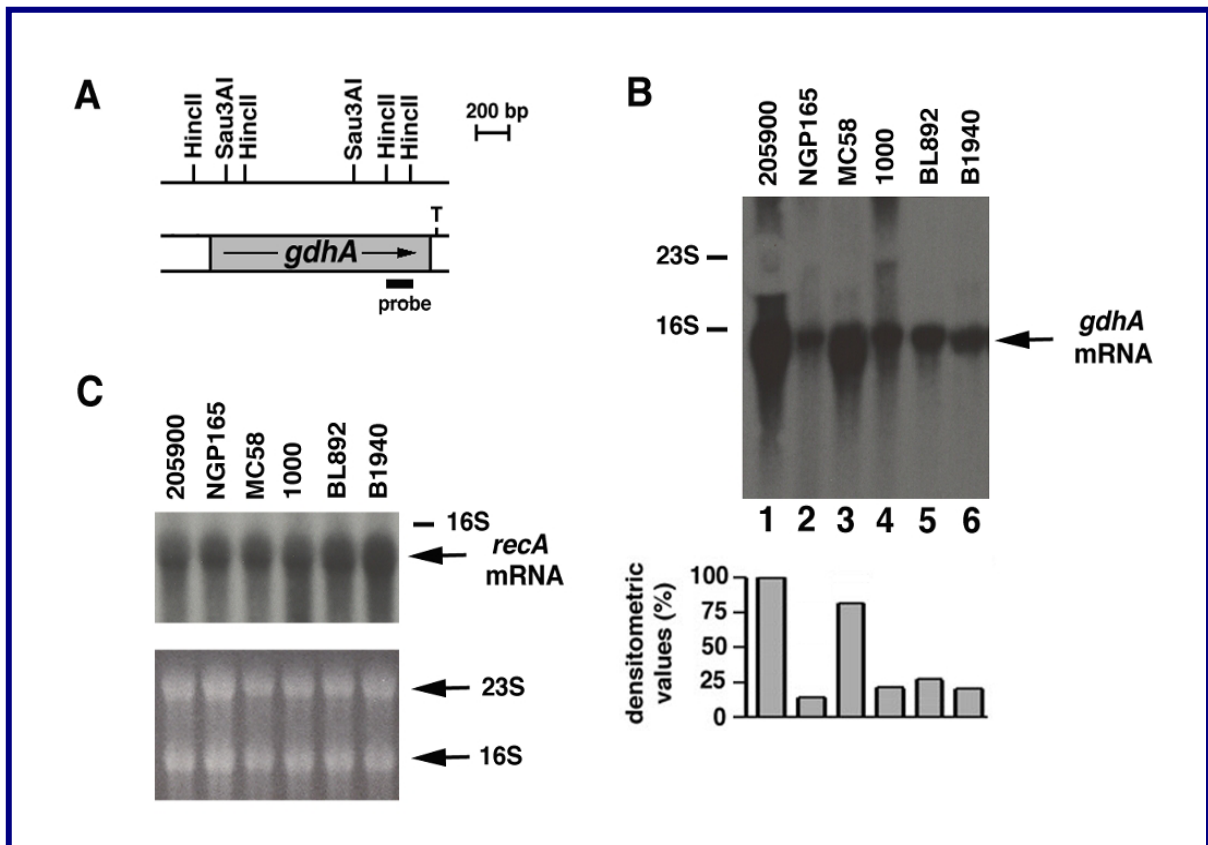 A
HincII
Sau3AI
HincII
Sau3AI
HincII
HincII
200 bp
T
gdhA
probe
B
205900
NGP165
MC58
1000
BL892
B1940
23S
16S
gdhA
mRNA
1 2 3 4 5 6
densitometric
values (%)
100
75
50
25
0
C
205900
NGP165
MC58
1000
BL892
B1940
16S
recA
mRNA
23S
16S